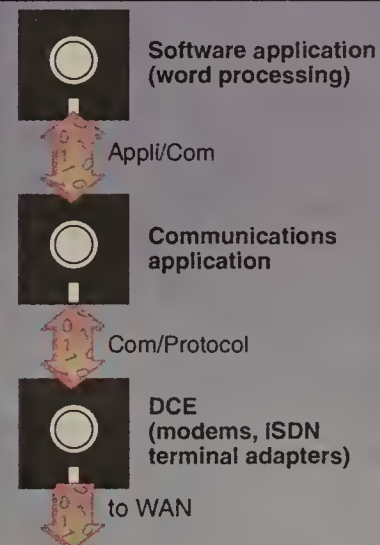 Software application
(word processing)
Appli/Com
Communications
application
Com/Protocol
DCE
(modems, ISDN
terminal adapters)
to WAN